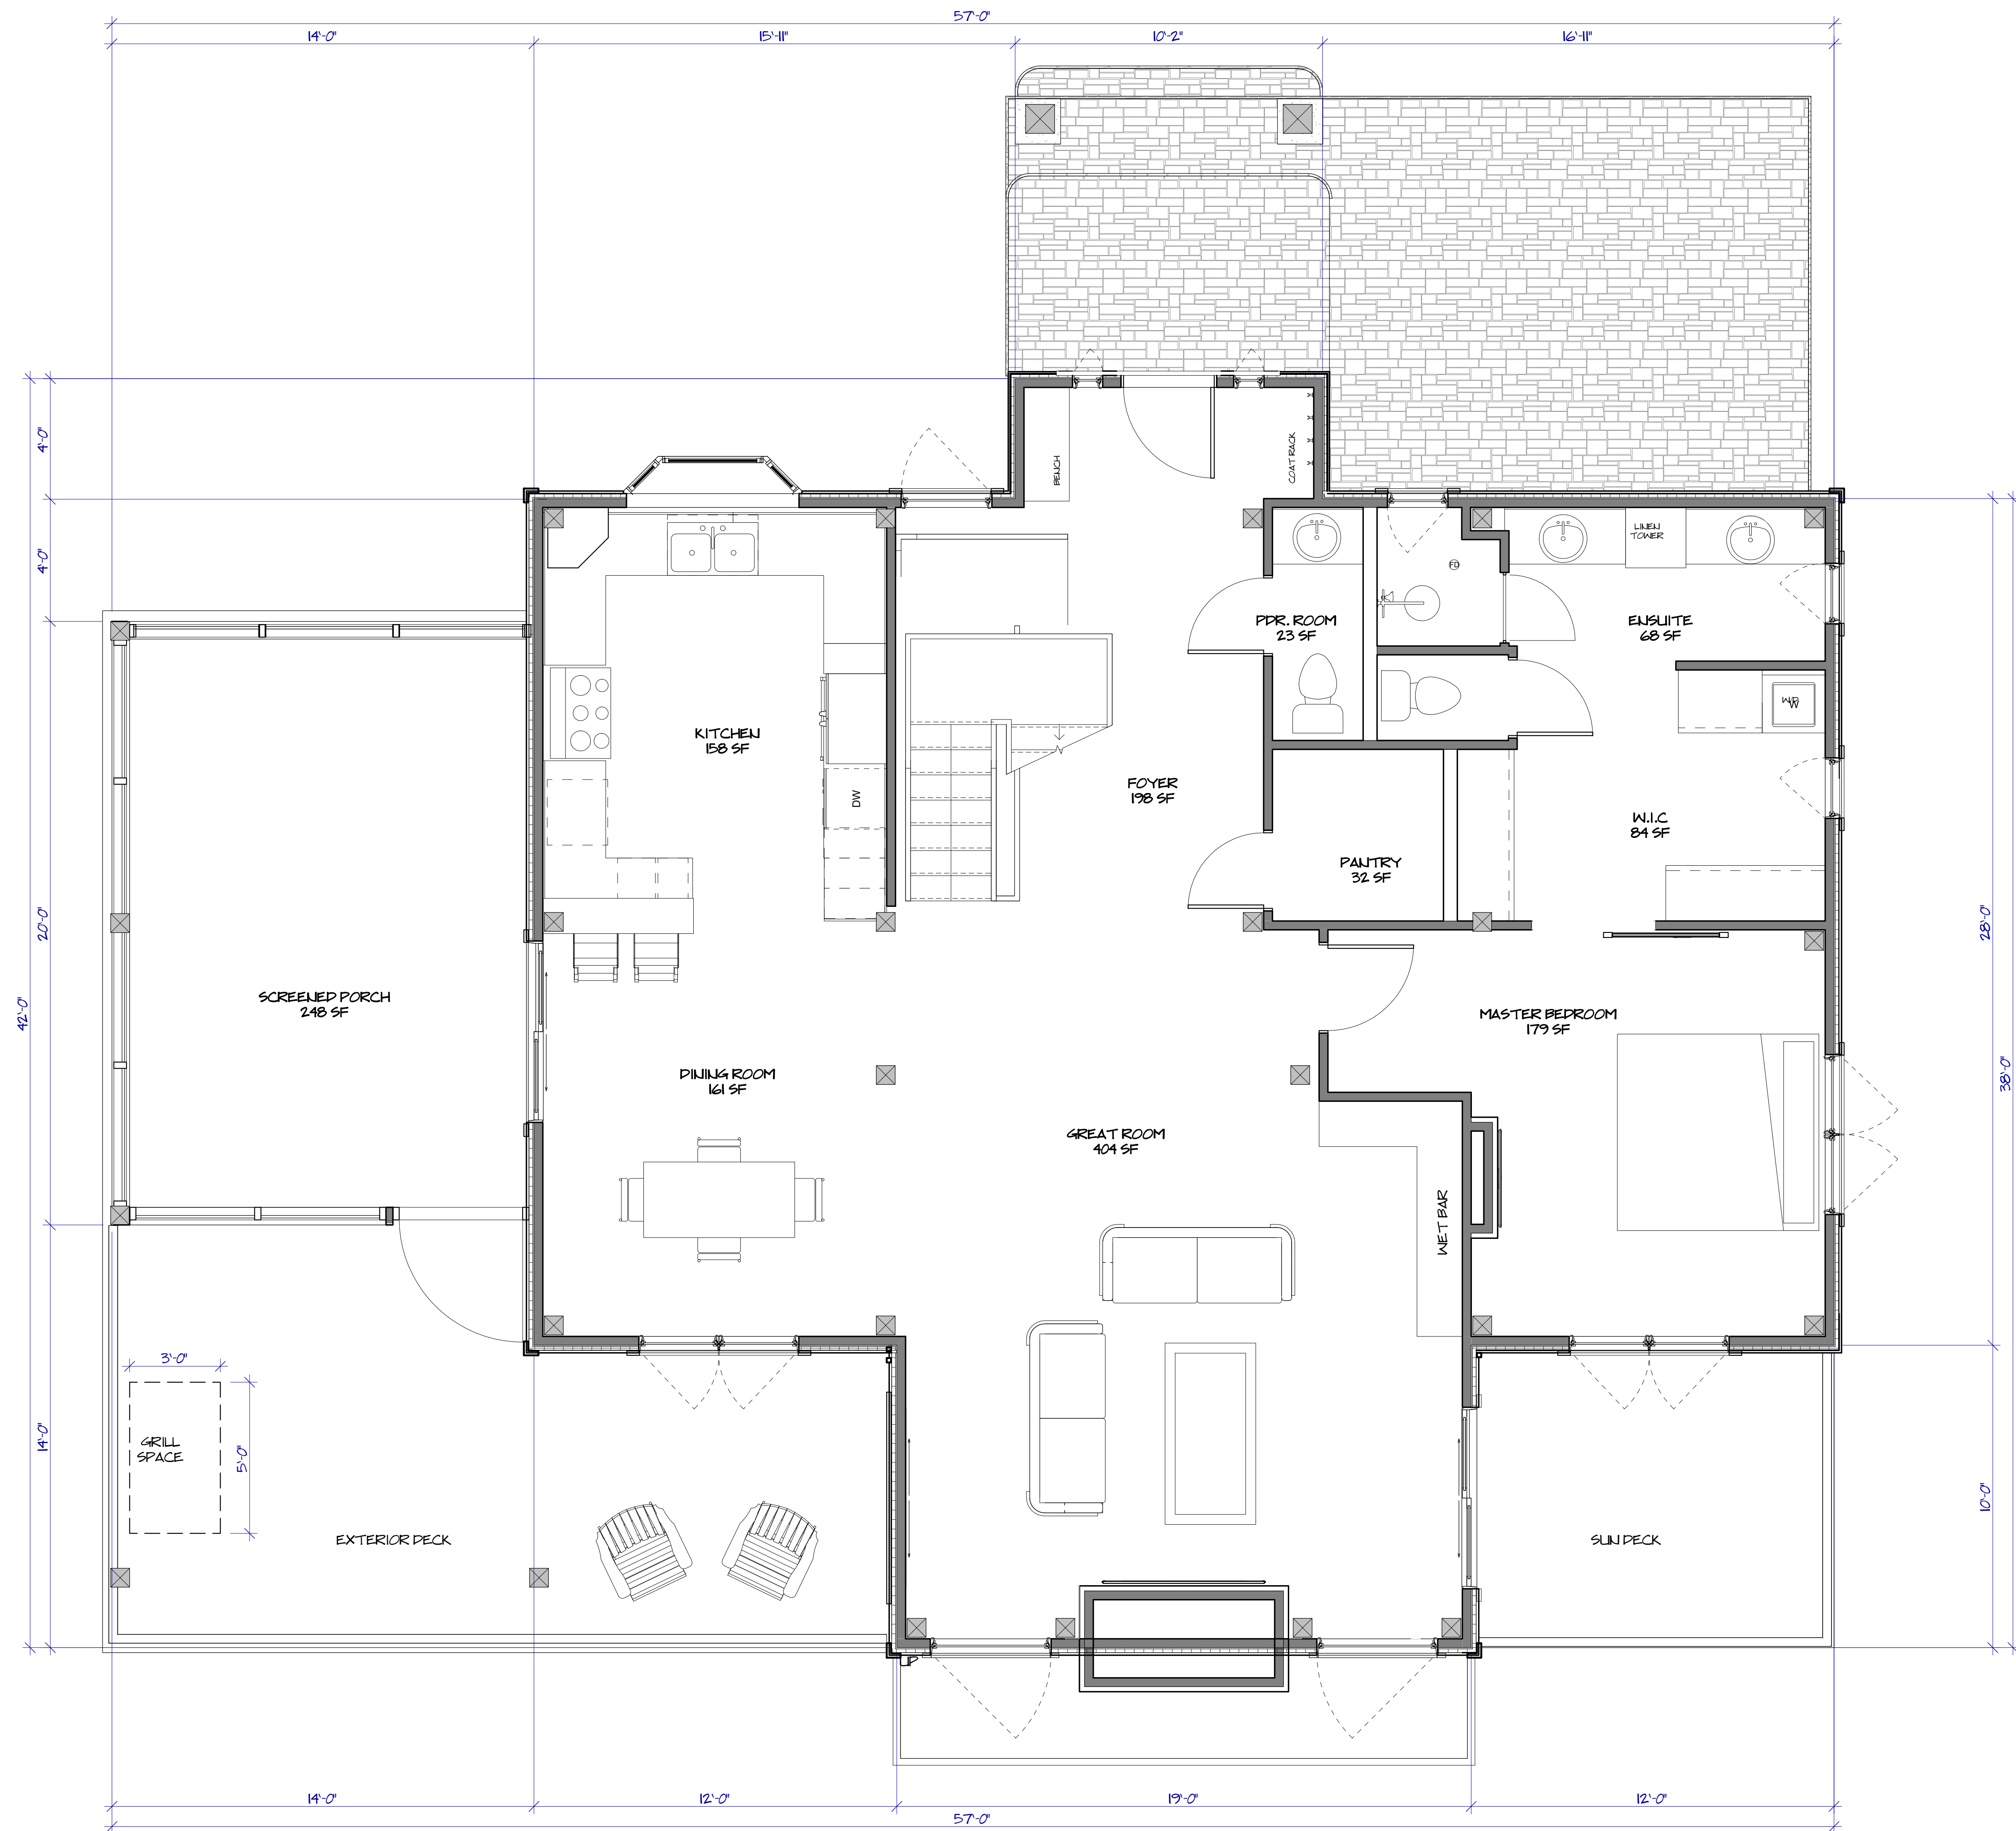 57'-0"
14'-0"
15'-11"
10'-2"
16'-11"
4'-0"
BENCH
COAT RACK
4'-0"
LINEN
TOWER
FD
PDR. ROOM
23 SF
ENSUITE
68 SF
KITCHEN
158 SF
DW
FOYER
198 SF
W.I.C
84 SF
PANTRY
32 SF
20'-0"
28'-0"
42'-0"
38'-0"
SCREENED PORCH
248 SF
MASTER BEDROOM
179 SF
DINING ROOM
161 SF
GREAT ROOM
404 SF
WET BAR
3'-0"
GRILL
SPACE
5'-0"
14'-0"
10'-0"
EXTERIOR DECK
SUN DECK
14'-0"
12'-0"
19'-0"
12'-0"
57'-0"